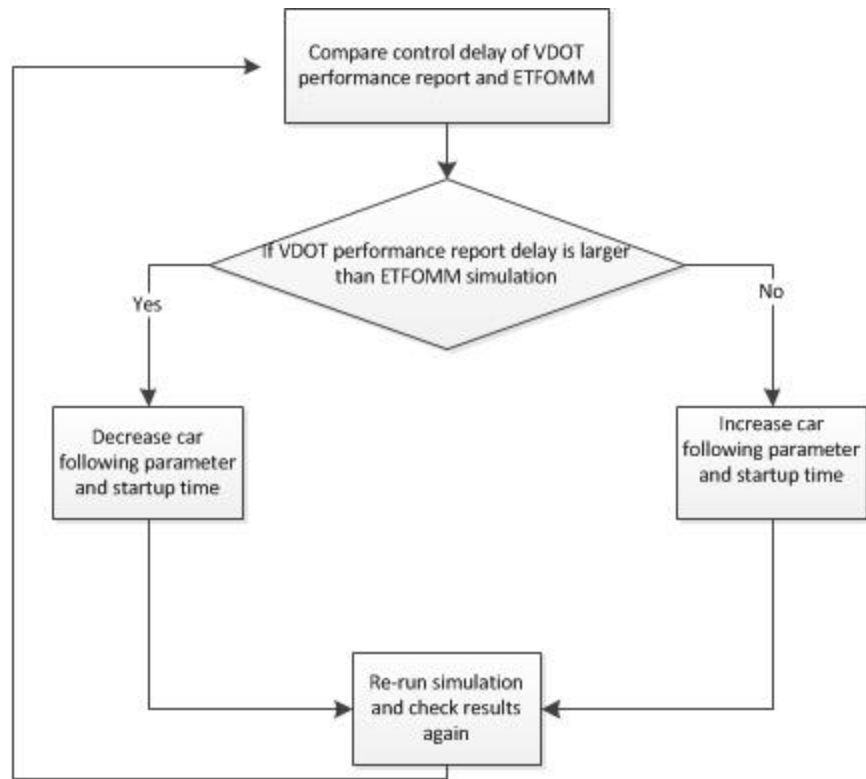 Compare control delay of VDOT
performance report and ETFOMM
If VDOT performance report delay is larger
than ETFOMM simulation
Yes
No
Decrease car
following parameter
and startup time
Increase car
following parameter
and startup time
Re-run simulation
and check results
again